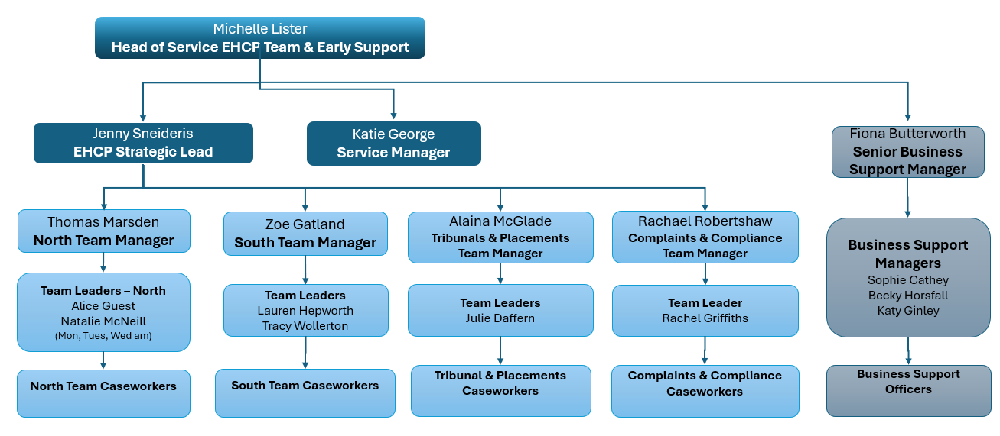 Michelle Lister
Head of Service EHCP Team & Early Support
Jenny Sneideris
EHCP Strategic Lead
Katie George
Service Manager
Fiona Butterworth
Senior Business
Support Manager
Thomas Marsden
North Team Manager
Zoe Gatland
South Team Manager
Alaina McGlade
Tribunals & Placements
Team Manager
Rachael Robertshaw
Complaints & Compliance
Team Manager
Business Support
Managers
Sophie Cathey
Becky Horsfall
Katy Ginley
Team Leaders – North
Alice Guest
Natalie McNeill
(Mon, Tues, Wed am)
Team Leaders
Lauren Hepworth
Tracy Wollerton
Team Leaders
Julie Daffern
Team Leader
Rachel Griffiths
North Team Caseworkers
South Team Caseworkers
Tribunal & Placements
Caseworkers
Complaints & Compliance
Caseworkers
Business Support
Officers